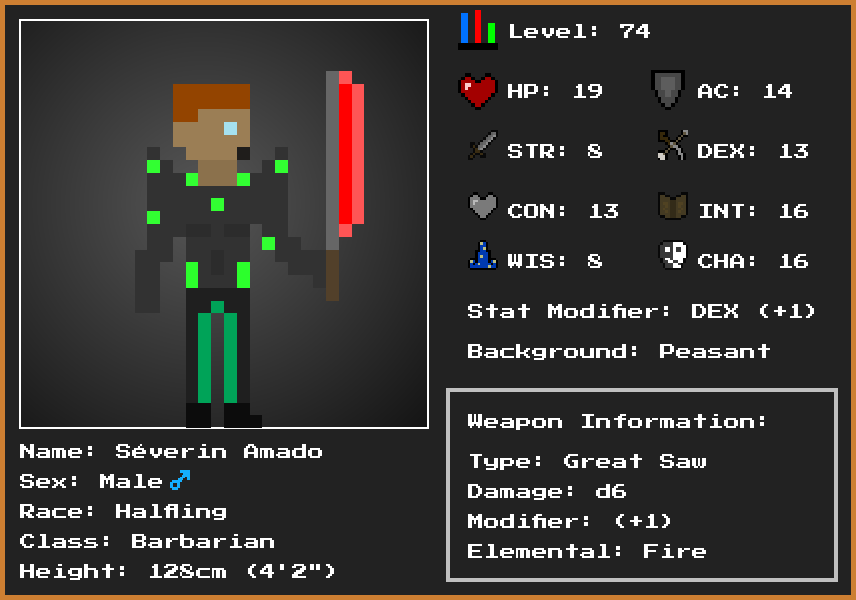 Level: 74
HP: 19
AC: 14
STR: 8
DEX: 13
CON: 13
INT: 16
WIS: 8
CHA: 16
Stat Modifier: DEX (+1)
Background: Peasant
Weapon Information:
Type: Great Saw
Damage: d6
Modifier: (+1)
Elemental: Fire
Name: Séverin Amado
Sex: Male ♂
Race: Halfling
Class: Barbarian
Height: 128cm (4'2")